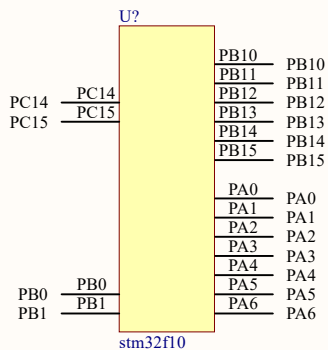 U?
PB10 PB10
PB11 PB11
PC14 PC14 PB12 PB12
PC15 PC15 PB13 PB13
PB14 PB14
PB15 PB15
PA0 PA0
PA1 PA1
PA2 PA2
PA3 PA3
PA4 PA4
PB0 PB0 PA5 PA5
PB1 PB1 PA6 PA6
stm32f10